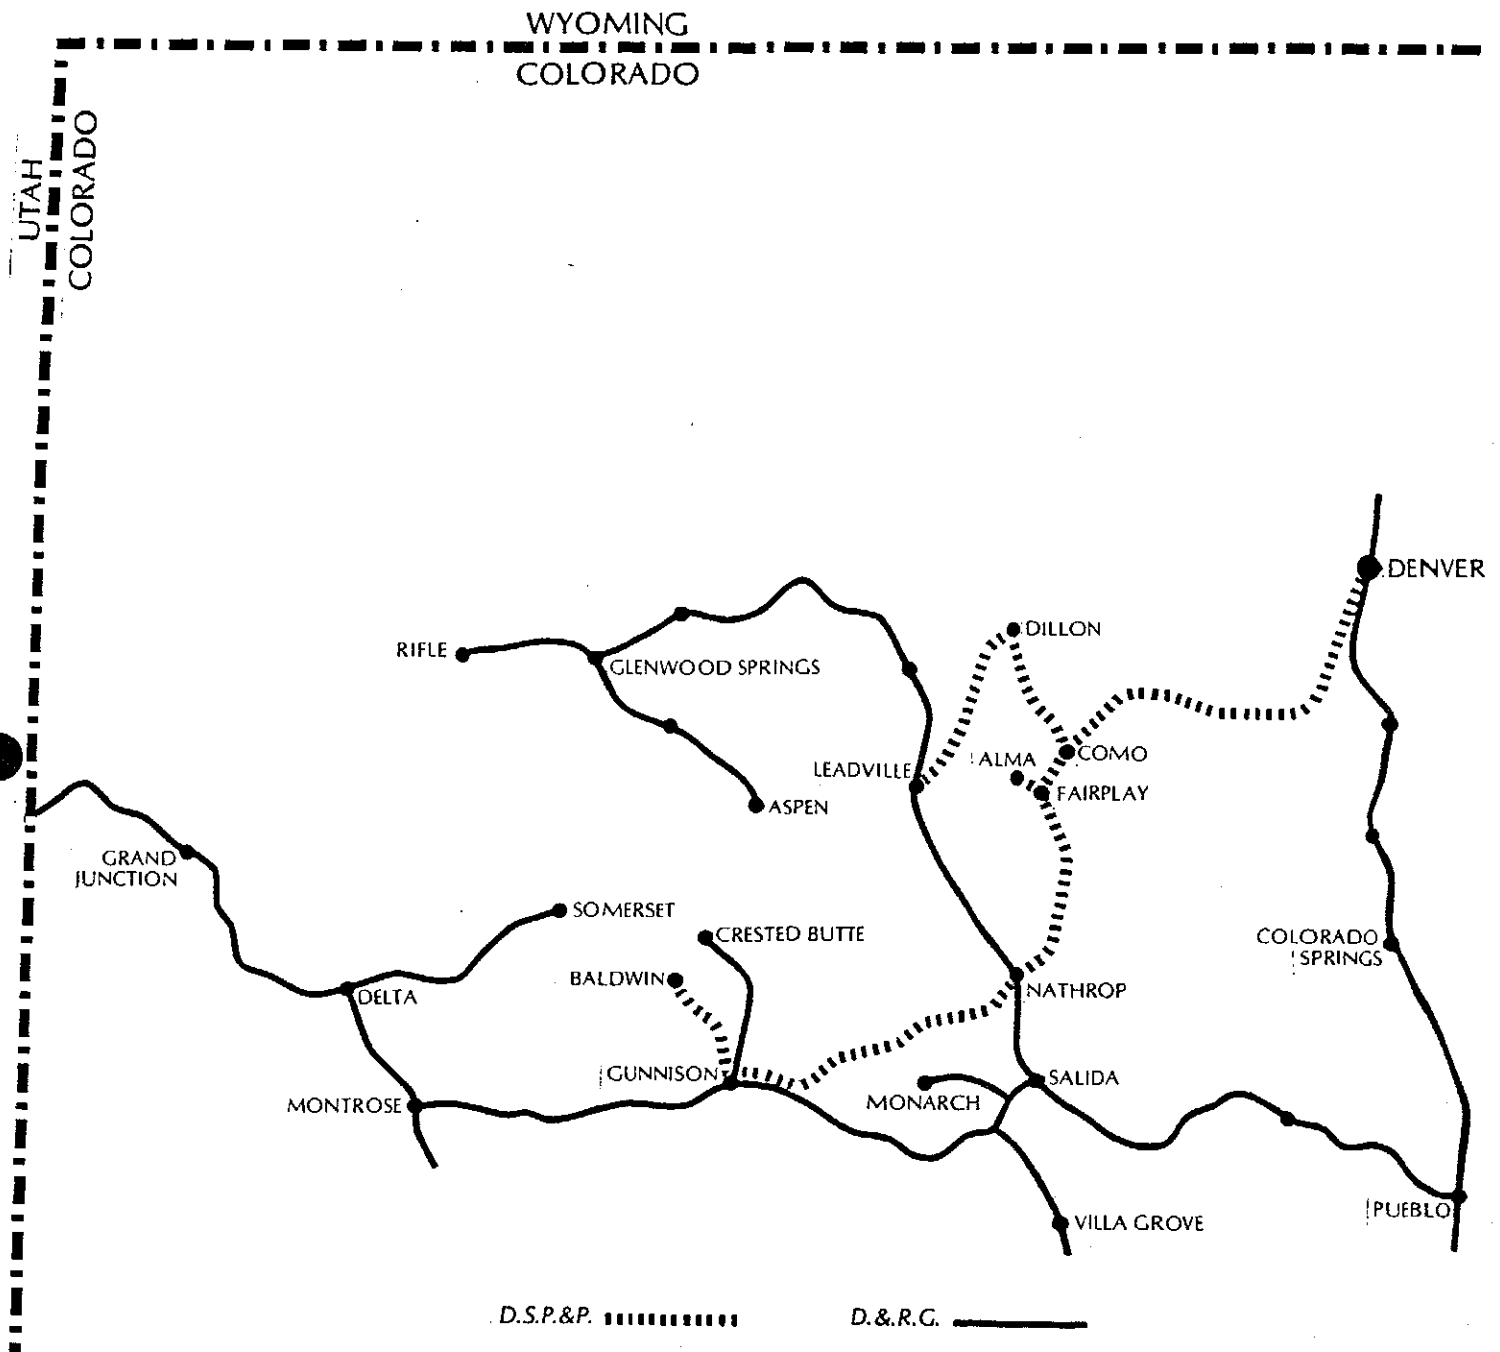 WYOMING
COLORADO
UTAH
COLORADO
DENVER
DILLON
RIFLE
GLENWOOD SPRINGS
COMO
ALMA
LEADVILLE
FAIRPLAY
ASPEN
GRAND
JUNCTION
SOMERSET
CRESTED BUTTE
COLORADO
SPRINGS
BALDWIN
DELTA
NATHROP
GUNNISON
SALIDA
MONARCH
MONTROSE
PUEBLO
VILLA GROVE
D.S.P.&P.
D.&.R.G.